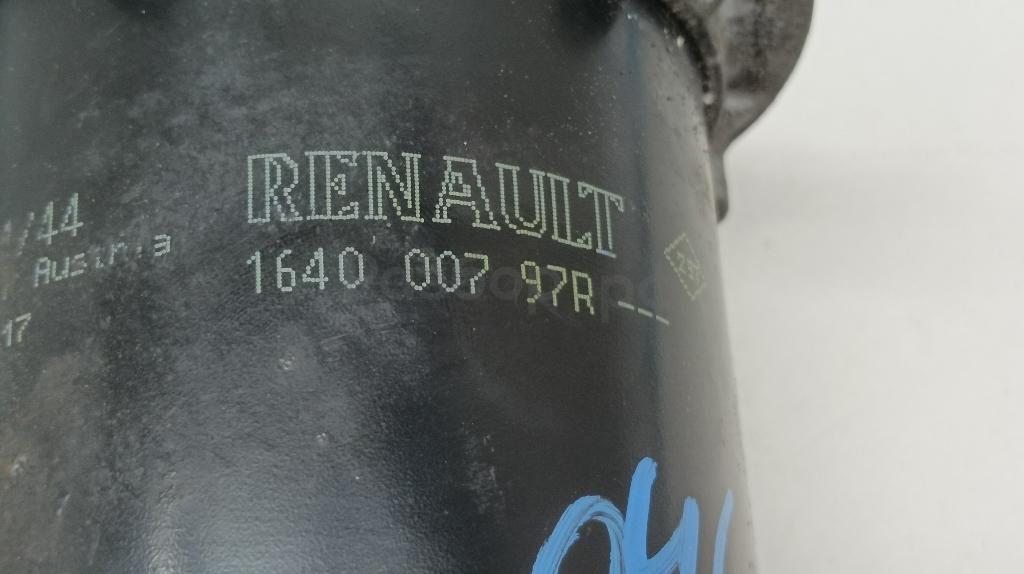 /44
Austria
17
RENAULT
1640 007 97R ---